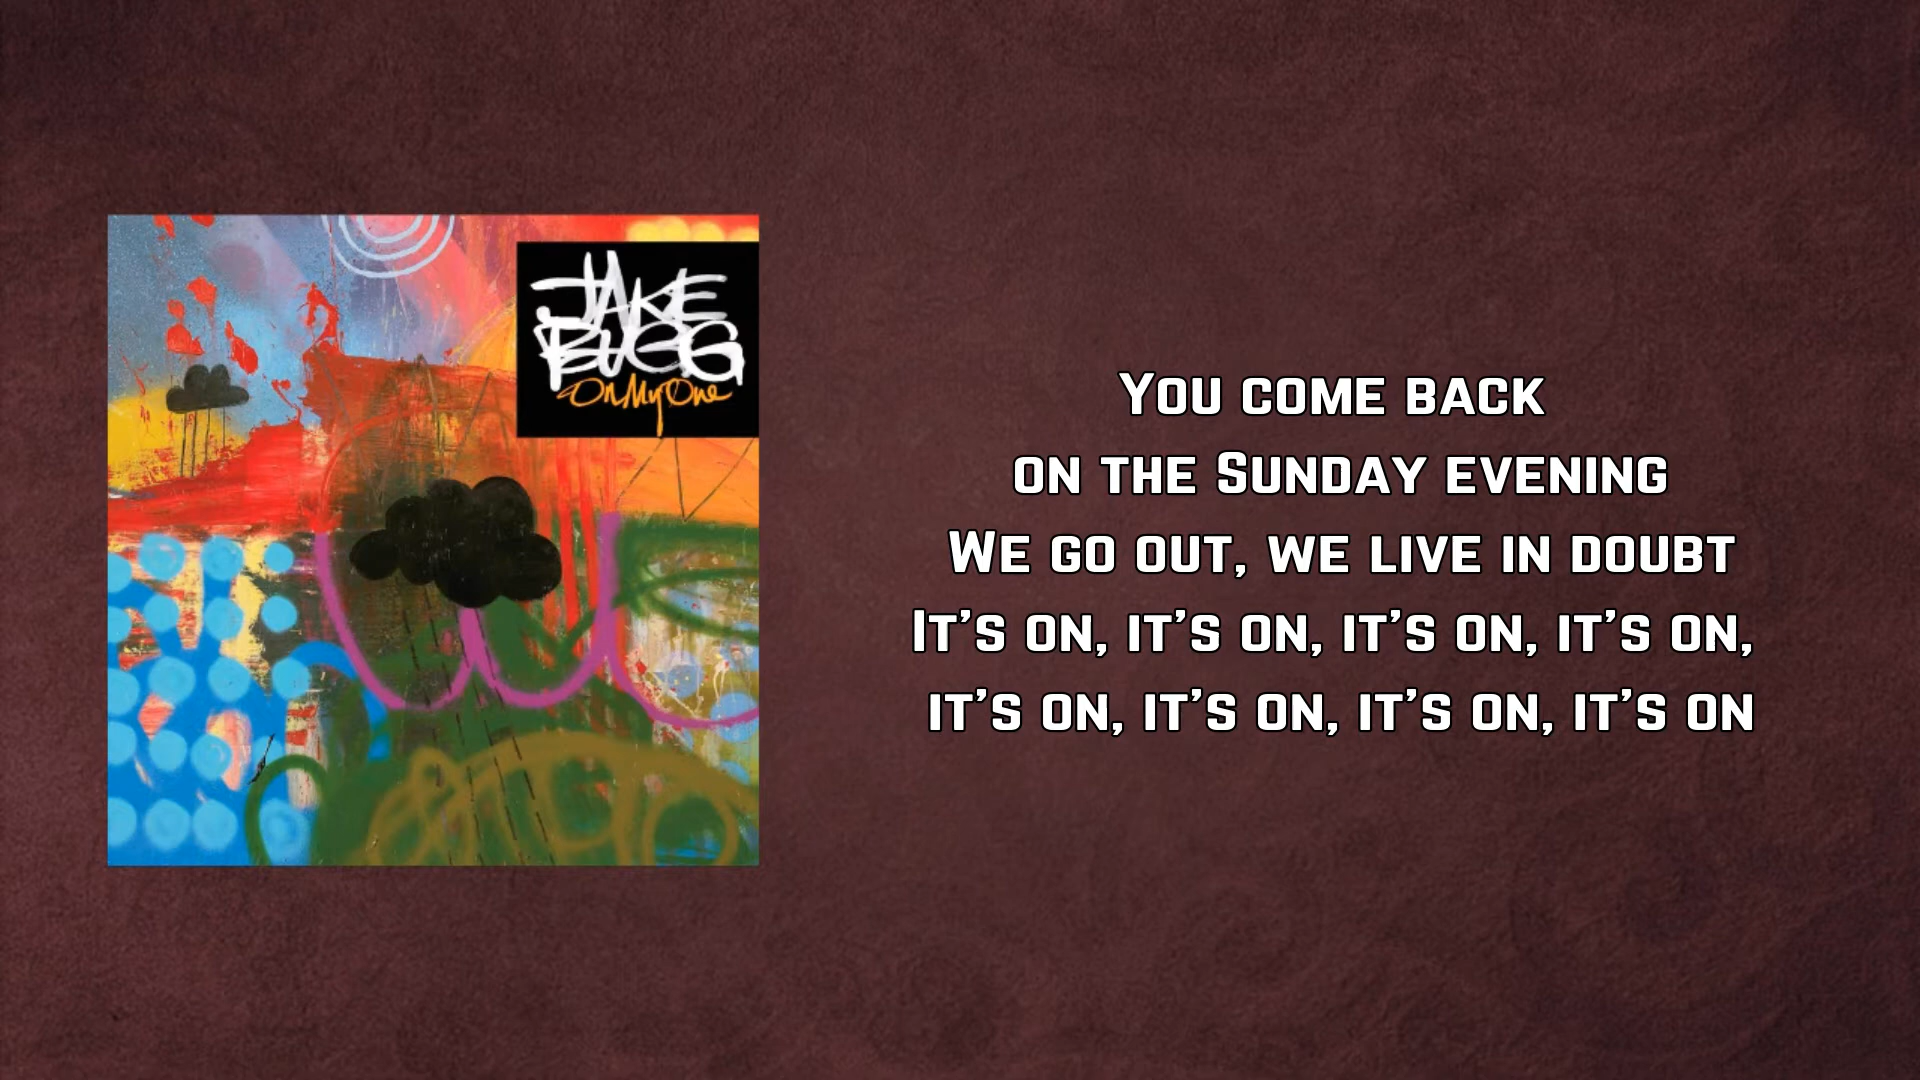 JAKE
BUGG
On My One
You come back
on the Sunday evening
We go out, we live in doubt
It's on, it's on, it's on, it's on,
it's on, it's on, it's on, it's on